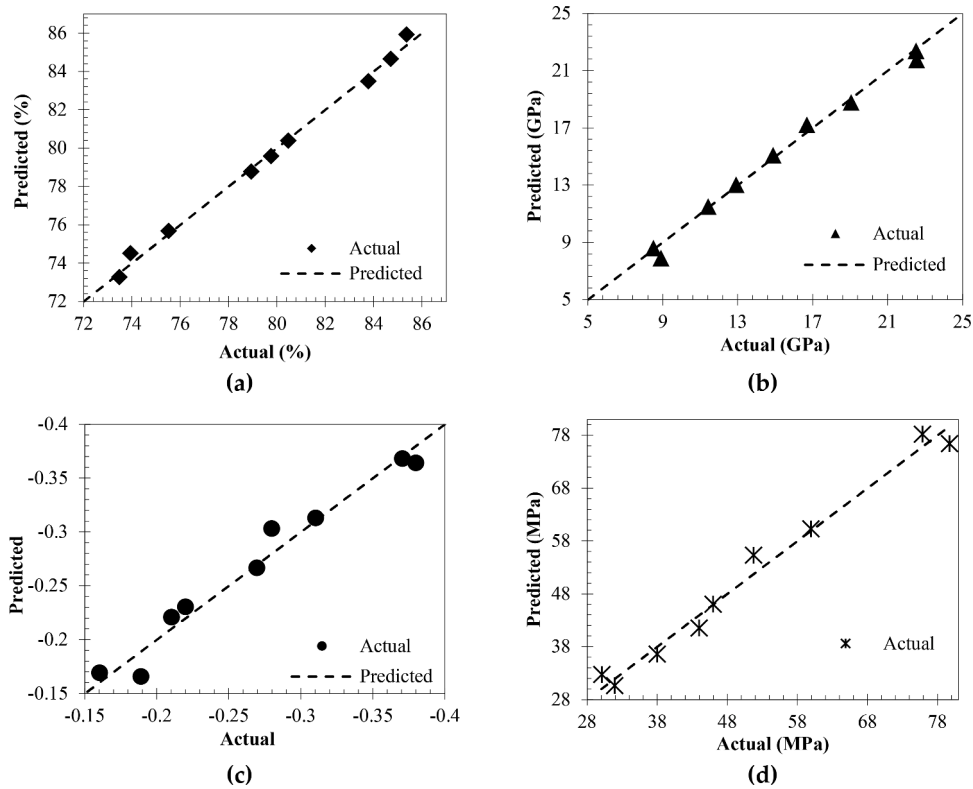 86
84
82
80
78
76
74
72
Predicted (%)
Actual
Predicted
72 74 76 78 80 82 84 86
Actual (%)
(a)
25
21
17
13
9
5
Predicted (GPa)
Actual
Predicted
5 9 13 17 21 25
Actual (GPa)
(b)
-0.4
-0.35
-0.3
-0.25
-0.2
-0.15
Predicted
Actual
Predicted
-0.15 -0.2 -0.25 -0.3 -0.35 -0.4
Actual
(c)
78
68
58
48
38
28
Predicted (MPa)
Actual
28 38 48 58 68 78
Actual (MPa)
(d)